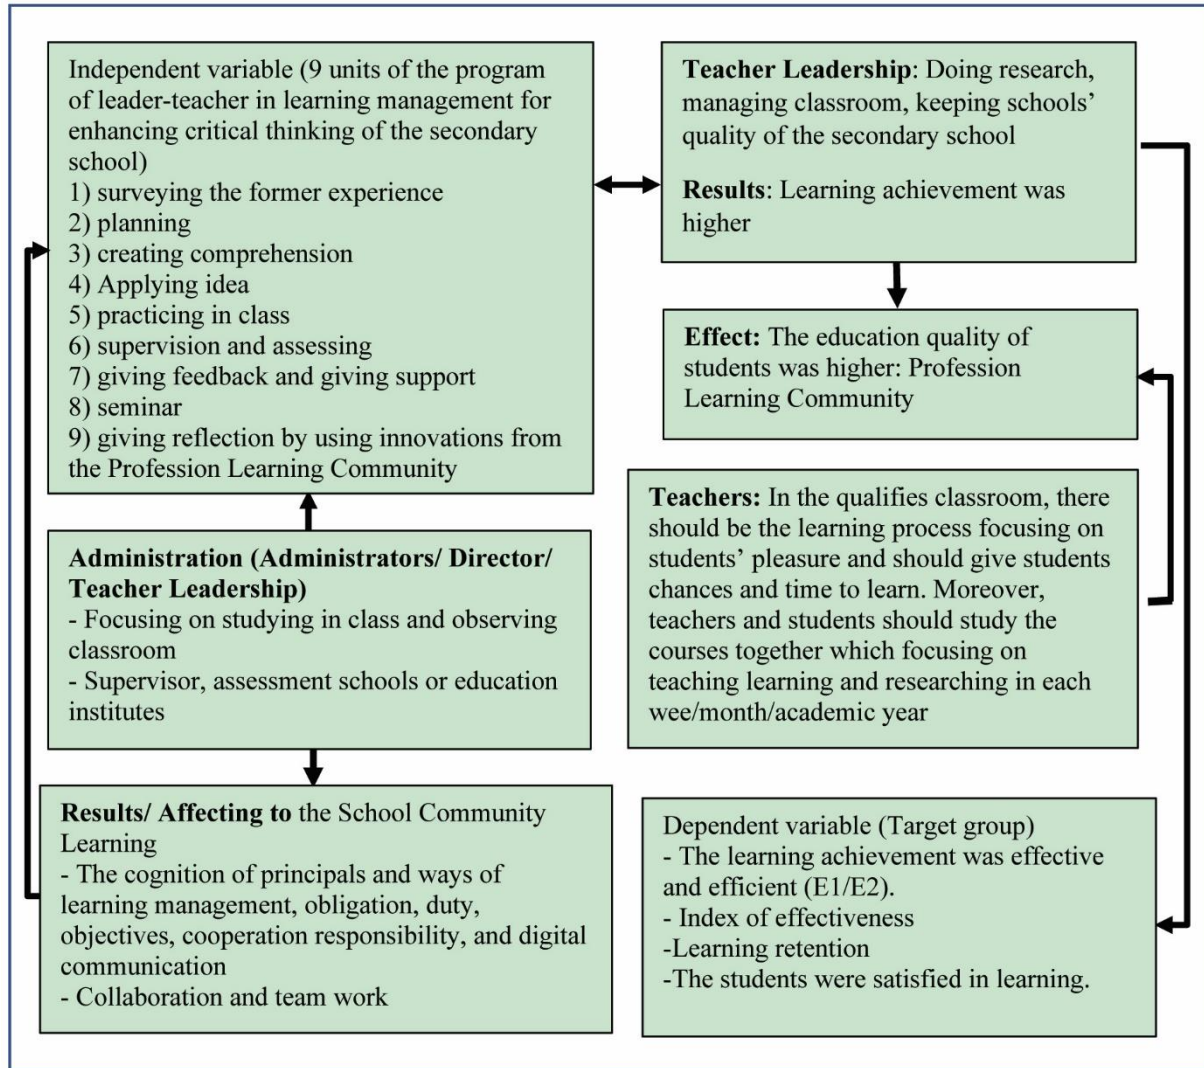 Independent variable (9 units of the program
of leader-teacher in learning management for
enhancing critical thinking of the secondary
school)
1) surveying the former experience
2) planning
3) creating comprehension
4) Applying idea
5) practicing in class
6) supervision and assessing
7) giving feedback and giving support
8) seminar
9) giving reflection by using innovations from
the Profession Learning Community
Administration (Administrators/ Director/
Teacher Leadership)
- Focusing on studying in class and observing
classroom
- Supervisor, assessment schools or education
institutes
Results/ Affecting to the School Community
Learning
- The cognition of principals and ways of
learning management, obligation, duty,
objectives, cooperation responsibility, and digital
communication
- Collaboration and team work
Teacher Leadership: Doing research,
managing classroom, keeping schools’
quality of the secondary school
Results: Learning achievement was
higher
Effect: The education quality of
students was higher: Profession
Learning Community
Teachers: In the qualifies classroom, there
should be the learning process focusing on
students’ pleasure and should give students
chances and time to learn. Moreover,
teachers and students should study the
courses together which focusing on
teaching learning and researching in each
wee/month/academic year
Dependent variable (Target group)
- The learning achievement was effective
and efficient (E1/E2).
- Index of effectiveness
-Learning retention
-The students were satisfied in learning.